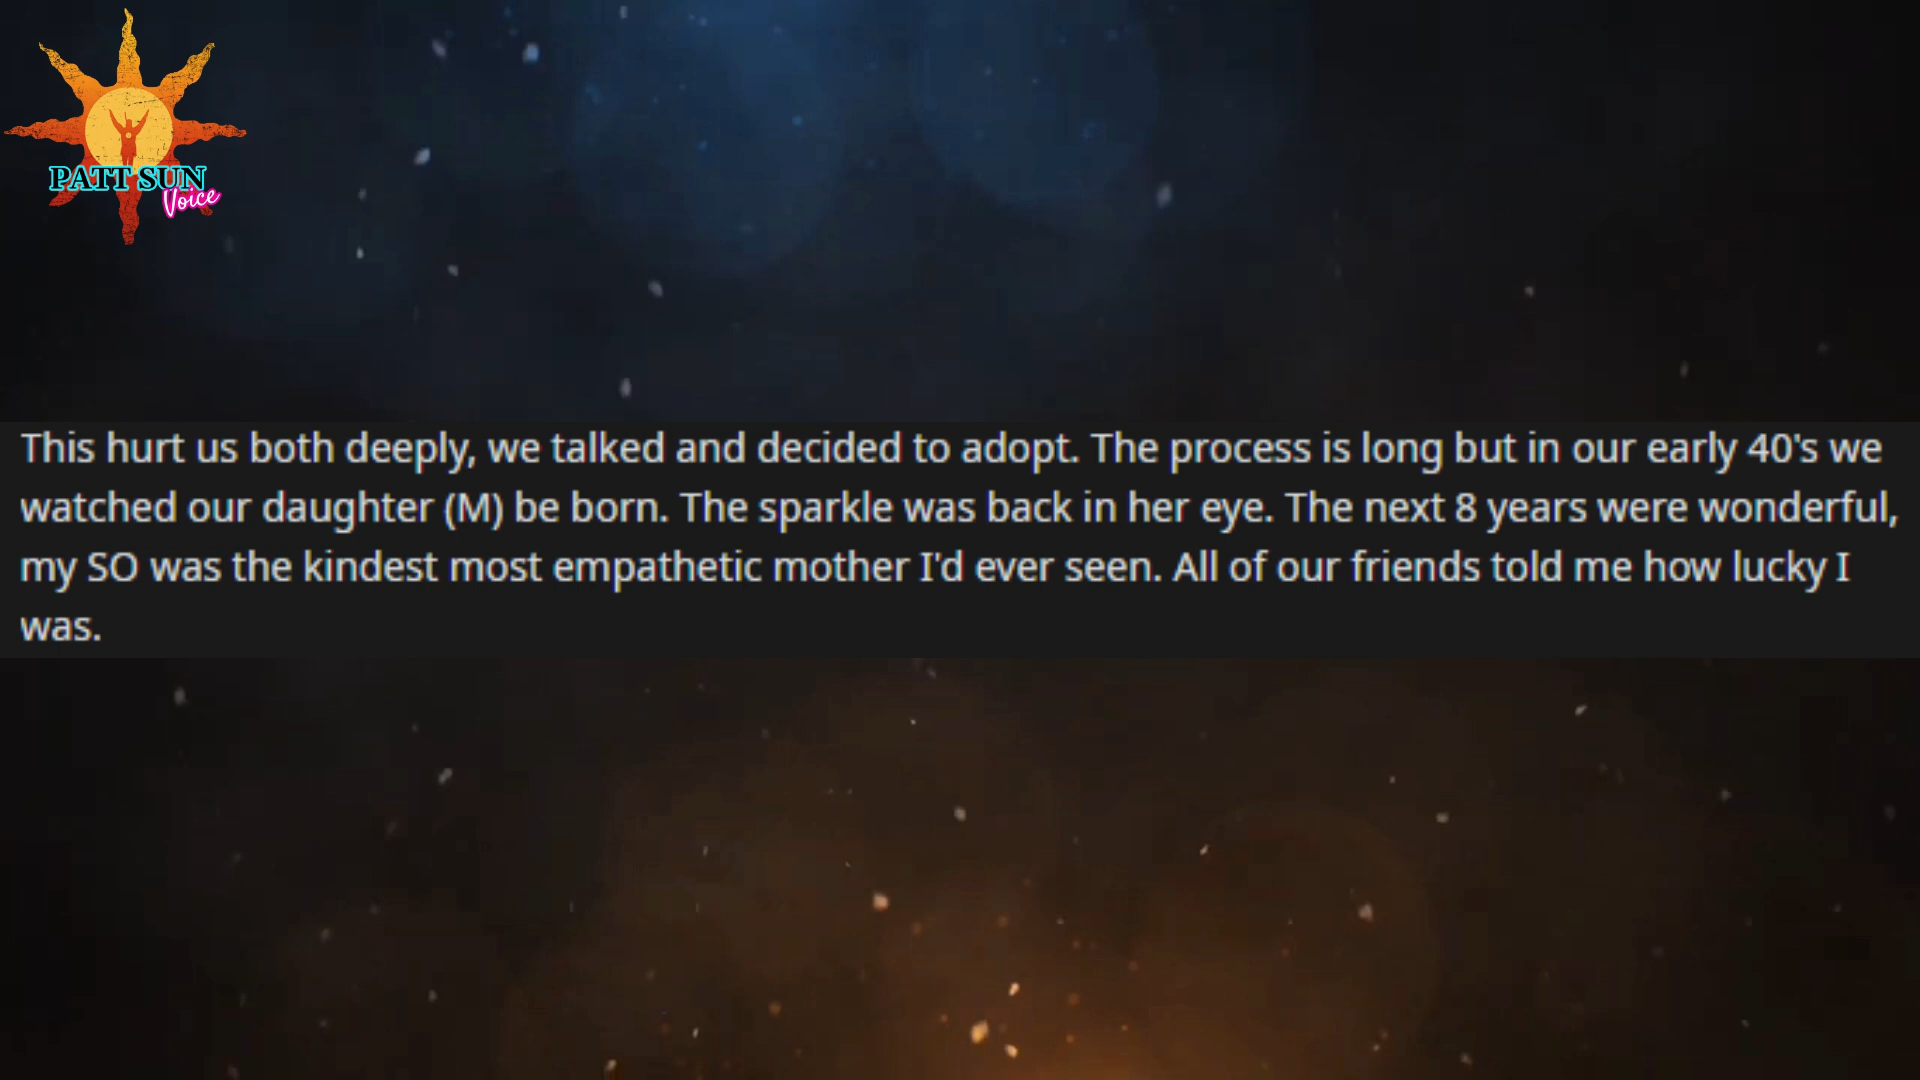 PATT SUN
Voice
This hurt us both deeply, we talked and decided to adopt. The process is long but in our early 40's we
watched our daughter (M) be born. The sparkle was back in her eye. The next 8 years were wonderful,
my SO was the kindest most empathetic mother I'd ever seen. All of our friends told me how lucky I
was.